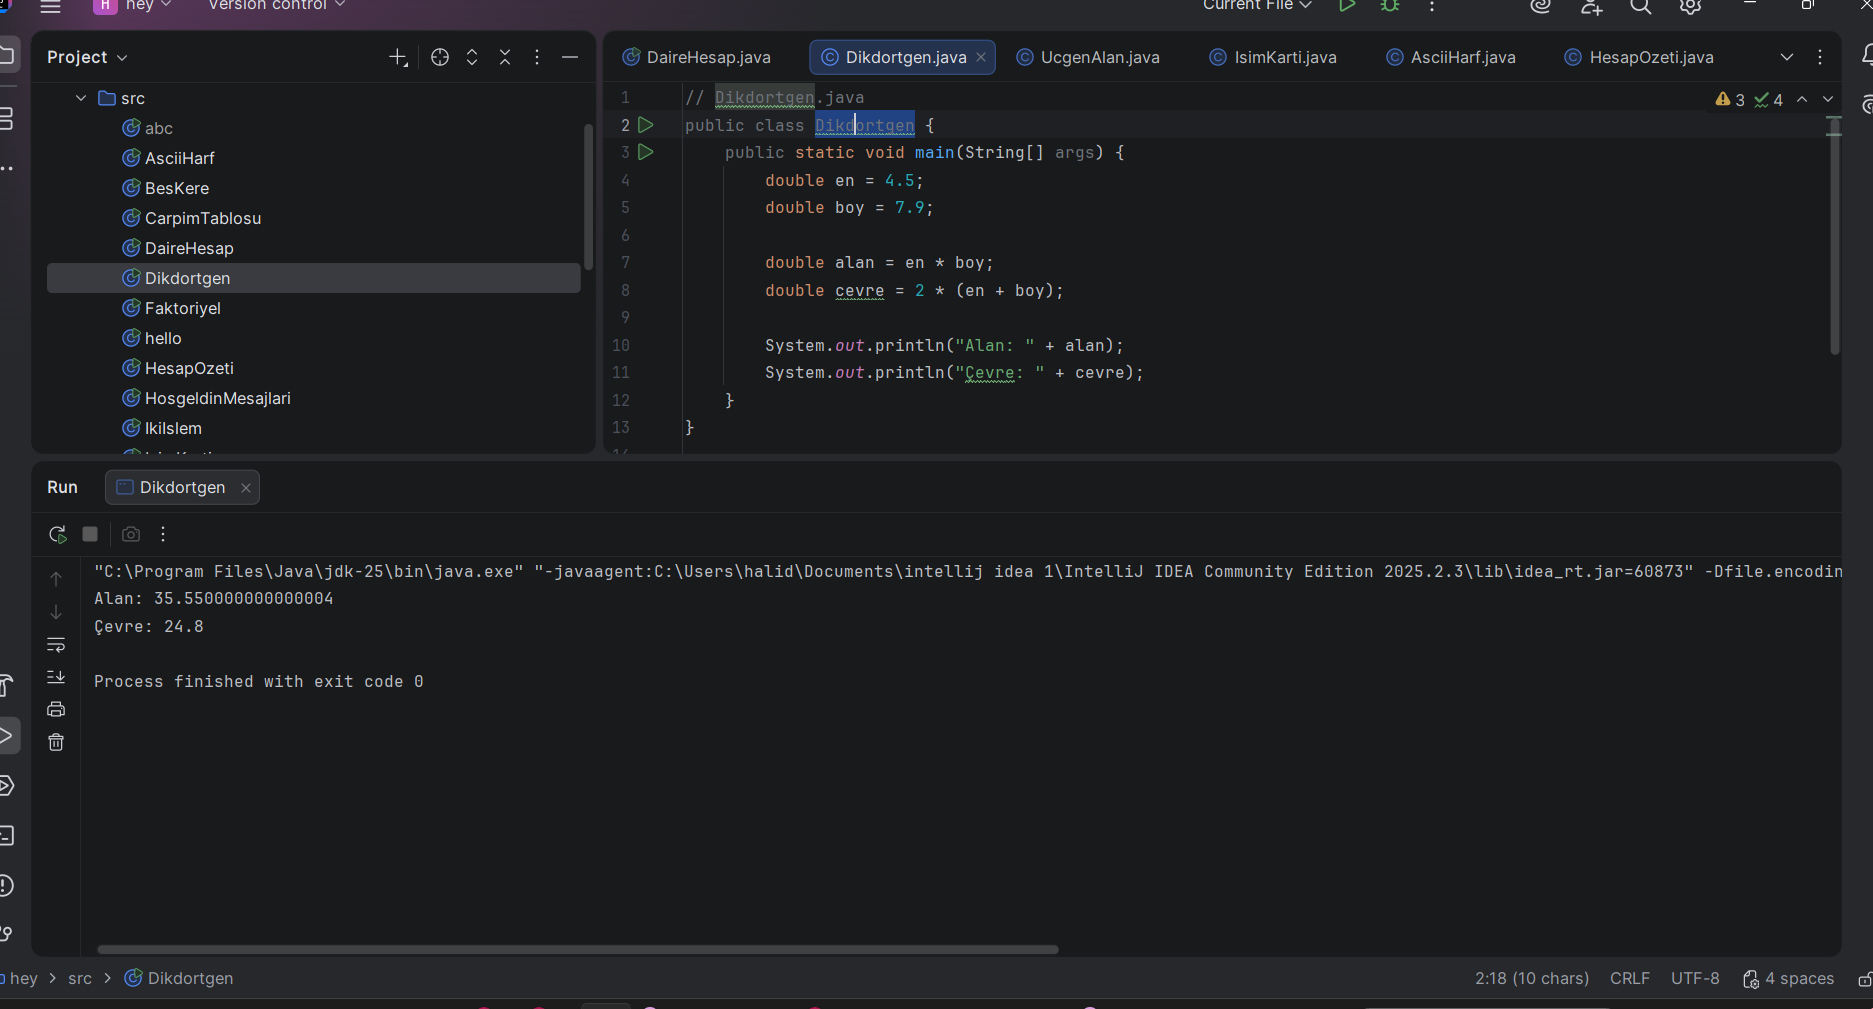 H hey Version control Current File
Project
src
abc
AsciiHarf
BesKere
CarpimTablosu
DaireHesap
Dikdortgen
Faktoriyel
hello
HesapOzeti
HosgeldinMesajlari
IkiIslem
DaireHesap.java Dikdortgen.java UcgenAlan.java IsimKarti.java AsciiHarf.java HesapOzeti.java
3 4
1 // Dikdortgen.java
2 public class Dikdortgen {
3 public static void main(String[] args) {
4 double en = 4.5;
5 double boy = 7.9;
6
7 double alan = en * boy;
8 double cevre = 2 * (en + boy);
9
10 System.out.println("Alan: " + alan);
11 System.out.println("Çevre: " + cevre);
12 }
13 }
Run Dikdortgen
"C:\Program Files\Java\jdk-25\bin\java.exe" "-javaagent:C:\Users\halid\Documents\intellij idea 1\IntelliJ IDEA Community Edition 2025.2.3\lib\idea_rt.jar=60873" -Dfile.encodin
Alan: 35.550000000000004
Çevre: 24.8
Process finished with exit code 0
hey > src > Dikdortgen 2:18 (10 chars) CRLF UTF-8 4 spaces